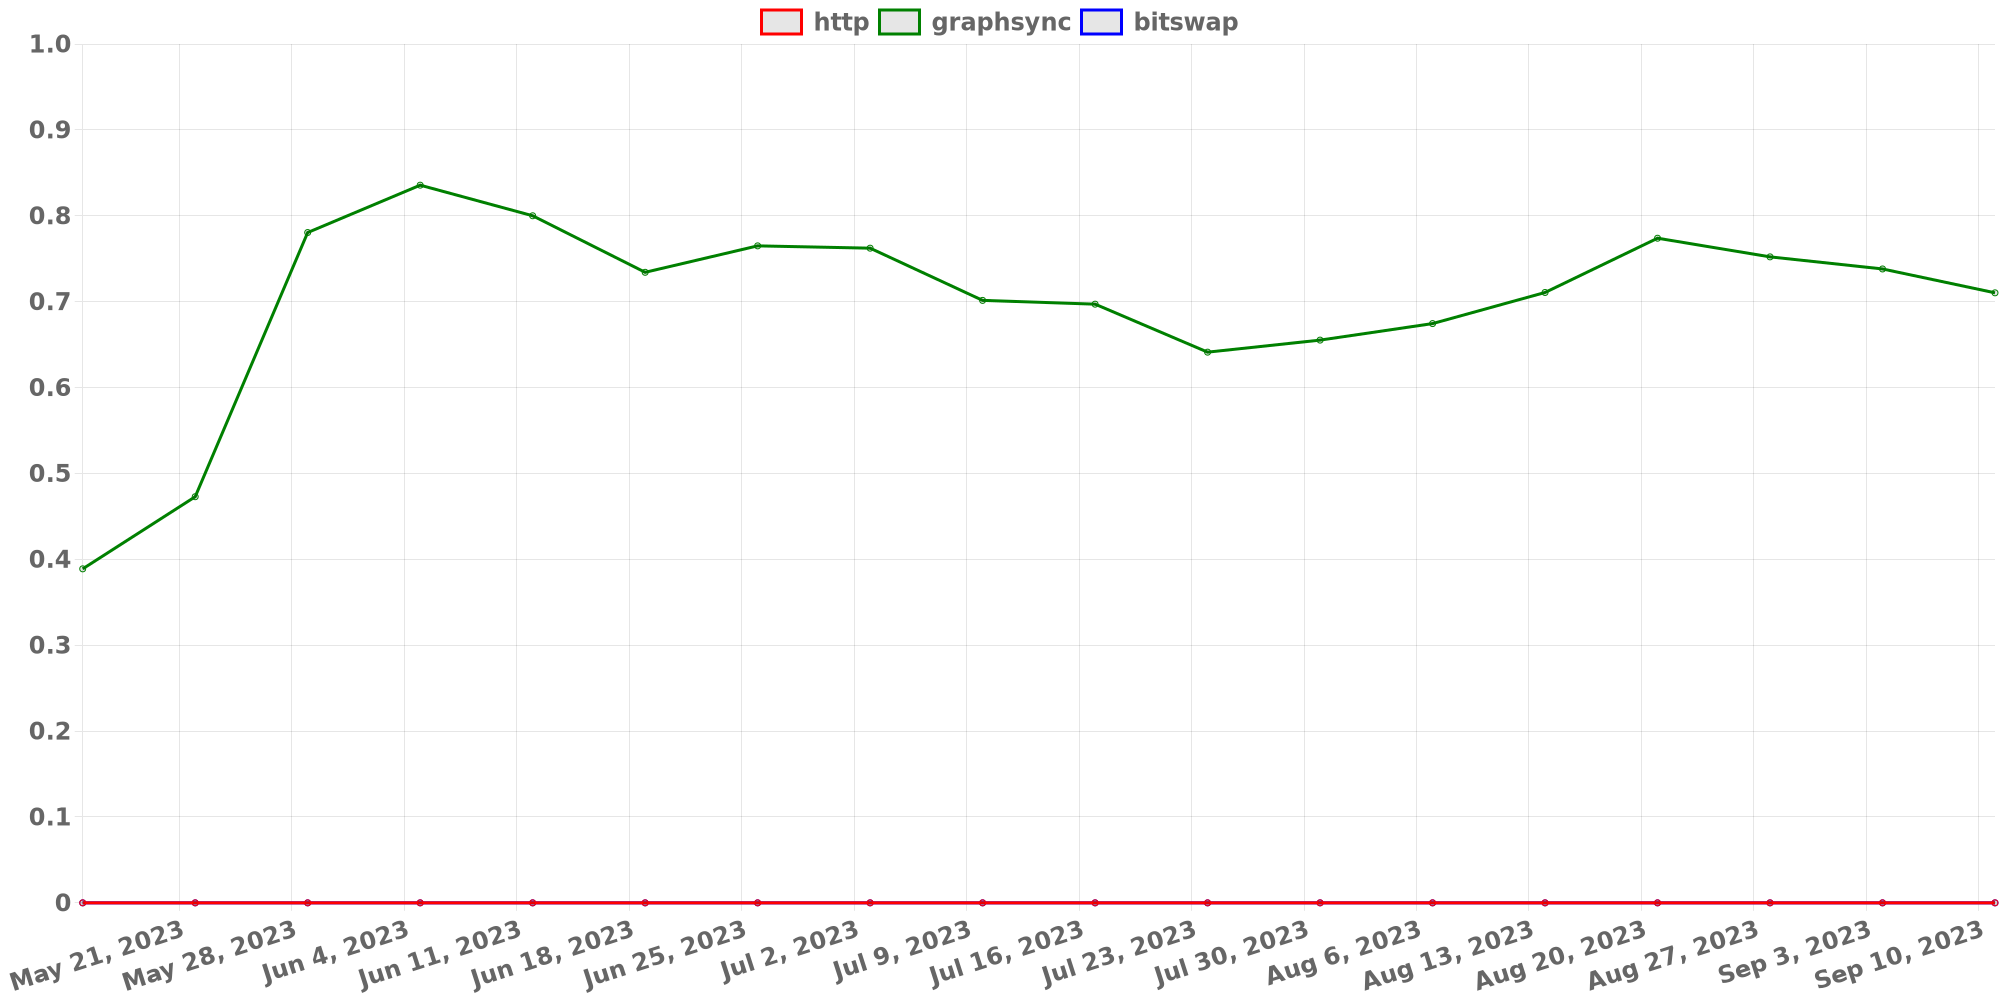 http graphsync bitswap
1.0
0.9
0.8
0.7
0.6
0.5
0.4
0.3
0.2
0.1
0
May 21, 2023
May 28, 2023
Jun 4, 2023
Jun 11, 2023
Jun 18, 2023
Jun 25, 2023
Jul 2, 2023
Jul 9, 2023
Jul 16, 2023
Jul 23, 2023
Jul 30, 2023
Aug 6, 2023
Aug 13, 2023
Aug 20, 2023
Aug 27, 2023
Sep 3, 2023
Sep 10, 2023